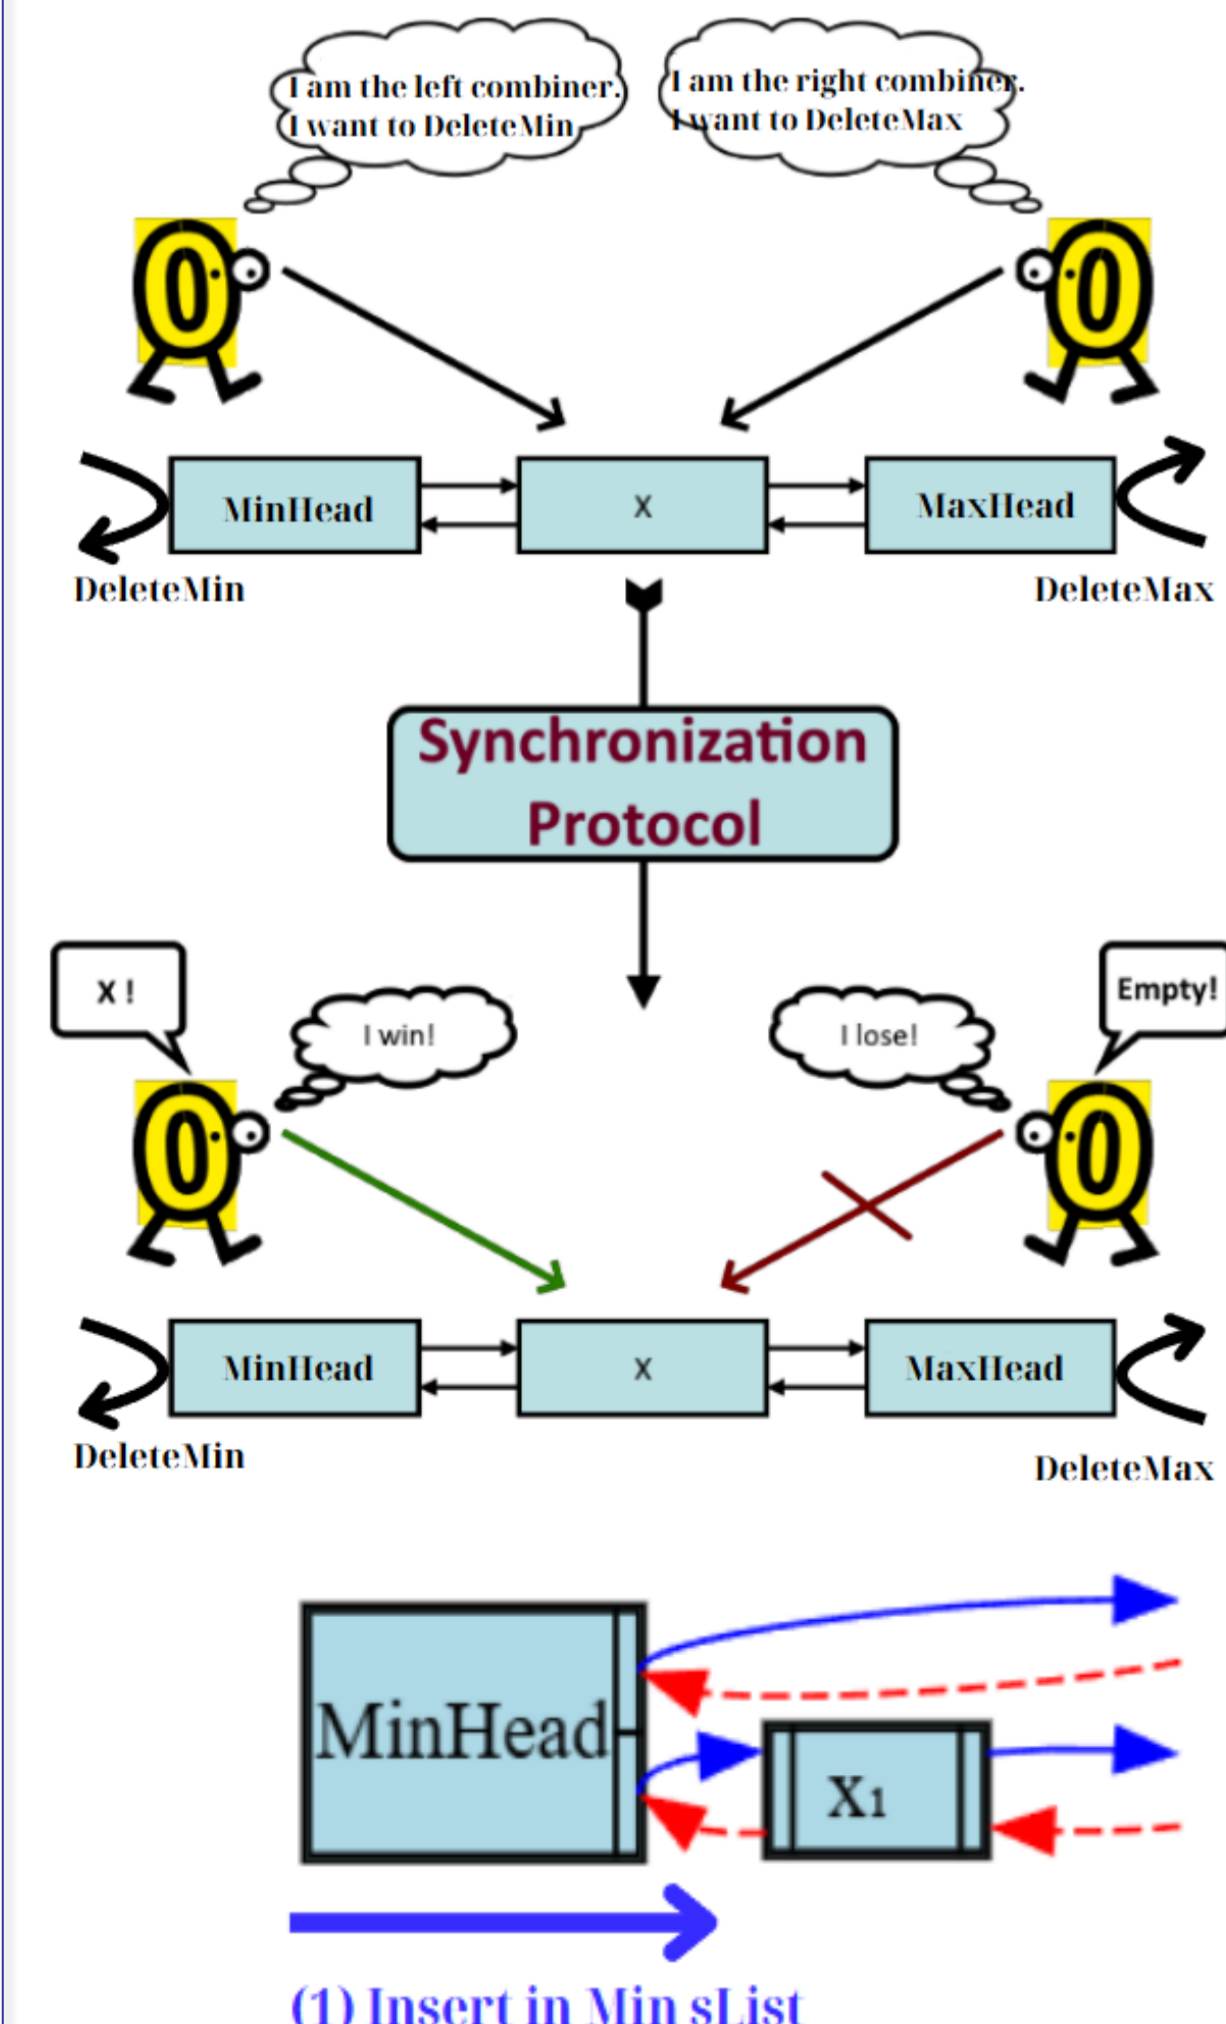 I am the left combiner.
I want to DeleteMin
I am the right combiner.
I want to DeleteMax
MinHead
X
MaxHead
DeleteMin
DeleteMax
Synchronization
Protocol
X !
I win!
I lose!
Empty!
MinHead
X
MaxHead
DeleteMin
DeleteMax
MinHead
X1
(1) Insert in Min sList